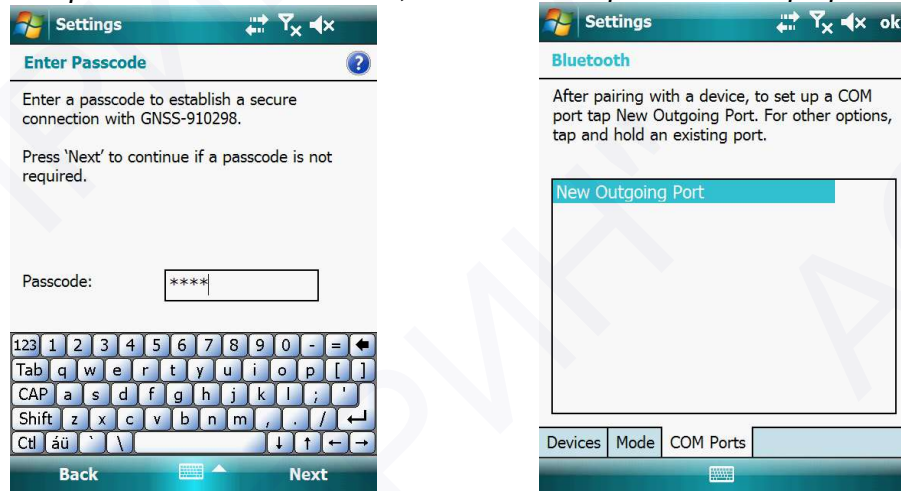 Settings
Enter Passcode
?
Enter a passcode to establish a secure
connection with GNSS-910298.
Press 'Next' to continue if a passcode is not
required.
Passcode: ****
123 1 2 3 4 5 6 7 8 9 0 - =
Tab q w e r t y u i o p [ ]
CAP a s d f g h j k l ; '
Shift z x c v b n m , . /
Ctl áü ` \ ↓ ↑ ← →
Back Next
Settings ok
Bluetooth
After pairing with a device, to set up a COM
port tap New Outgoing Port. For other options,
tap and hold an existing port.
New Outgoing Port
Devices Mode COM Ports